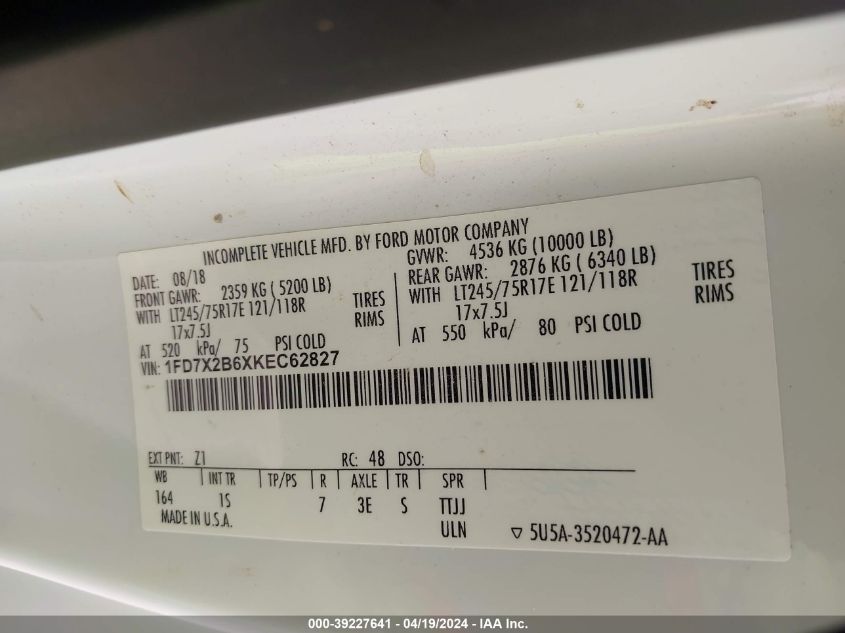 INCOMPLETE VEHICLE MFD. BY FORD MOTOR COMPANY
DATE: 08/18
FRONT GAWR: 2359 KG ( 5200 LB)
WITH LT245/75R17E 121/118R TIRES
17x7.5J RIMS
AT 520 kPa/ 75 PSI COLD
GVWR: 4536 KG (10000 LB)
REAR GAWR: 2876 KG ( 6340 LB)
WITH LT245/75R17E 121/118R TIRES
17x7.5J RIMS
AT 550 kPa/ 80 PSI COLD
VIN: 1FD7X2B6XKEC62827
EXT PNT: Z1 RC: 48 DSO:
WB INT TR TP/PS R AXLE TR SPR
164 1S 7 3E S TTJJ
MADE IN U.S.A. ULN ▽ 5U5A-3520472-AA
000-39227641 - 04/19/2024 - IAA Inc.